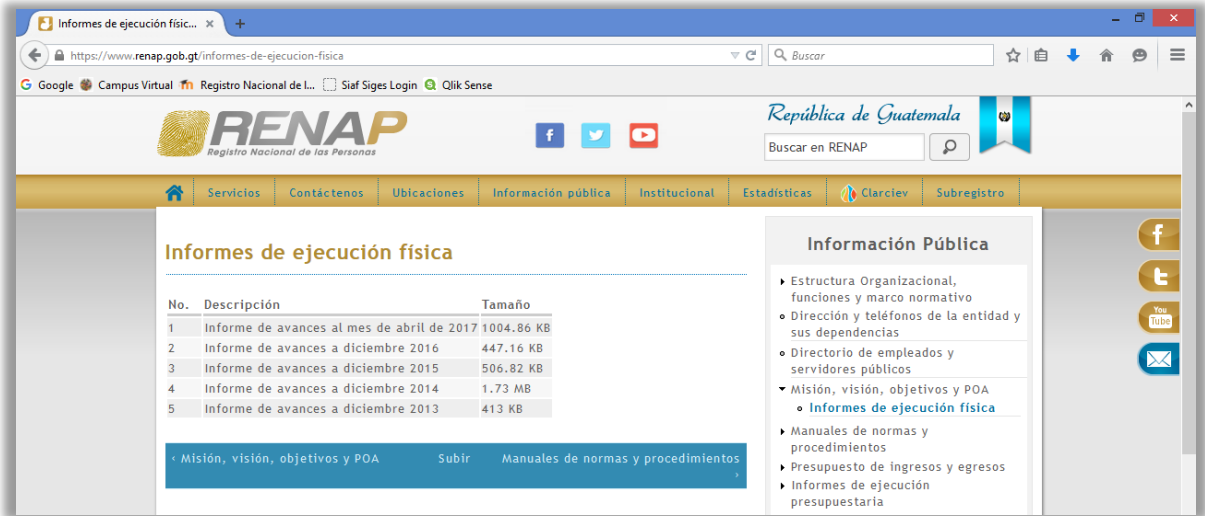 Informes de ejecución físic... × +
https://www.renap.gob.gt/informes-de-ejecucion-fisica
Buscar
Google Campus Virtual Registro Nacional de l... Siaf Siges Login Qlik Sense
RENAP
Registro Nacional de las Personas
República de Guatemala
Buscar en RENAP
Servicios Contáctenos Ubicaciones Información pública Institucional Estadísticas Clarciev Subregistro
Informes de ejecución física
No. Descripción Tamaño
1 Informe de avances al mes de abril de 2017 1004.86 KB
2 Informe de avances a diciembre 2016 447.16 KB
3 Informe de avances a diciembre 2015 506.82 KB
4 Informe de avances a diciembre 2014 1.73 MB
5 Informe de avances a diciembre 2013 413 KB
‹ Misión, visión, objetivos y POA Subir Manuales de normas y procedimientos
›
Información Pública
Estructura Organizacional,
funciones y marco normativo
Dirección y teléfonos de la entidad y
sus dependencias
Directorio de empleados y
servidores públicos
Misión, visión, objetivos y POA
Informes de ejecución física
Manuales de normas y
procedimientos
Presupuesto de ingresos y egresos
Informes de ejecución
presupuestaria
You
Tube